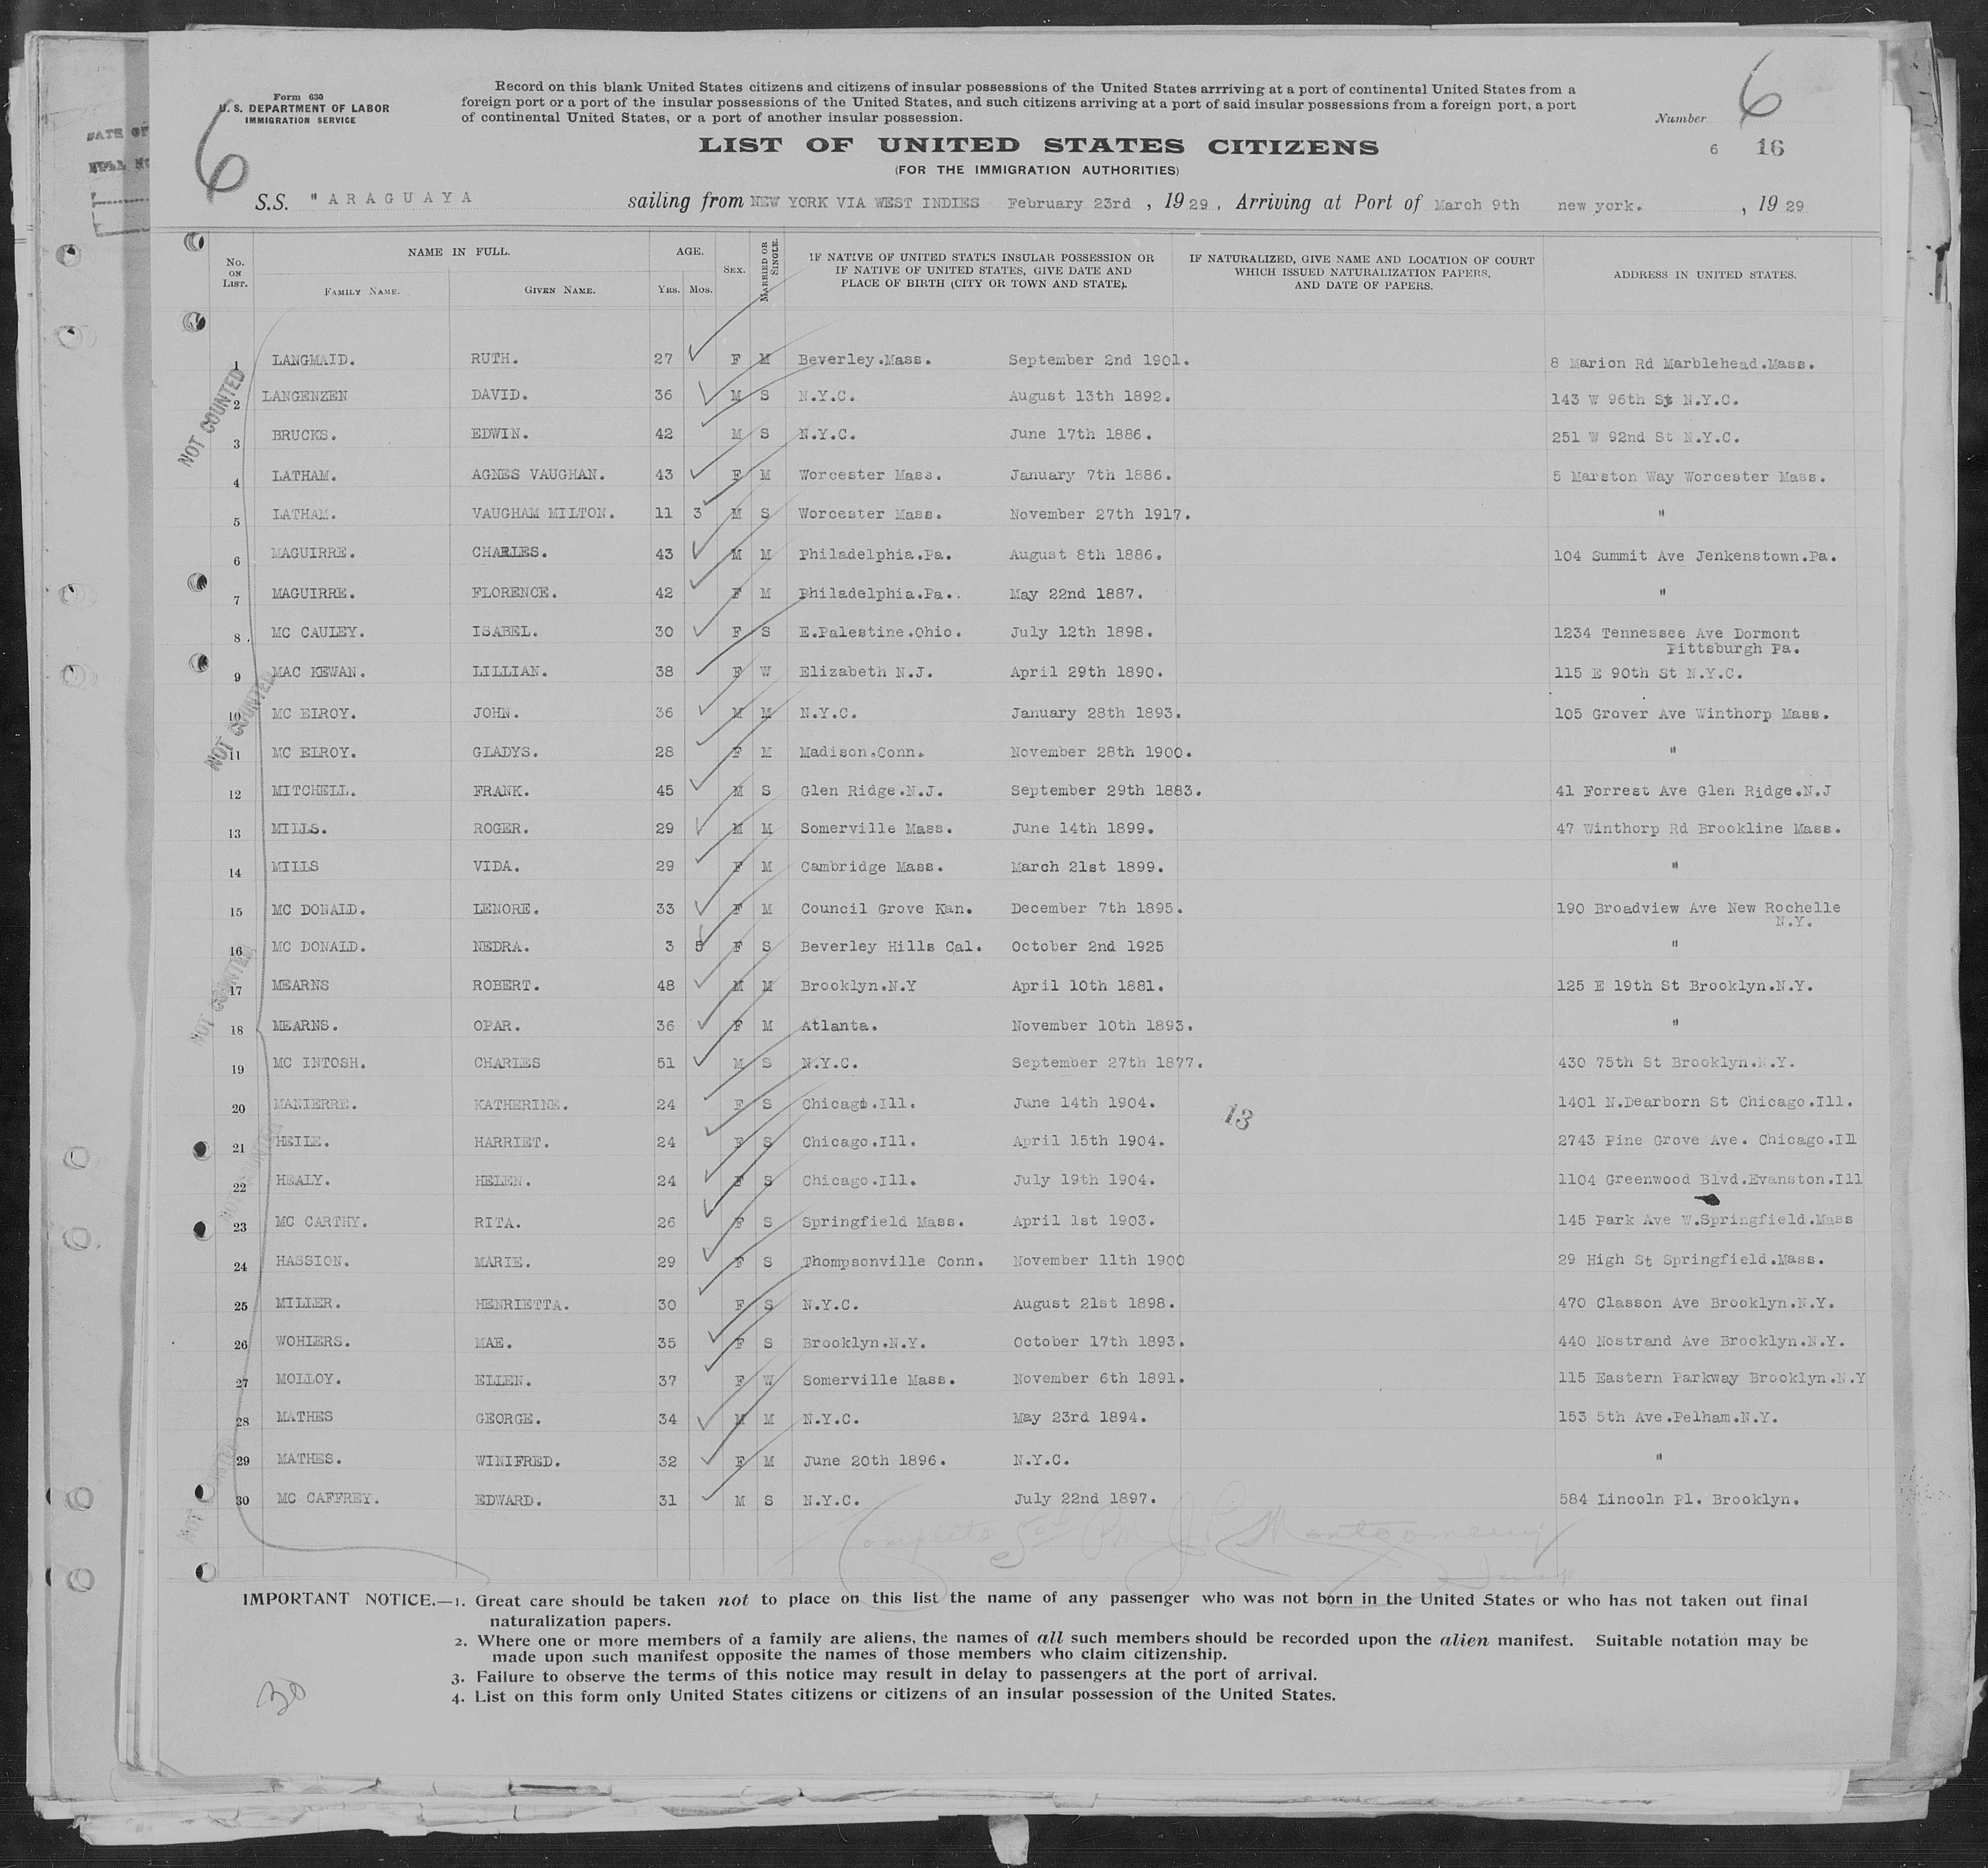 Form 630
U. S. DEPARTMENT OF LABOR
IMMIGRATION SERVICE
Record on this blank United States citizens and citizens of insular possessions of the United States arrriving at a port of continental United States from a
foreign port or a port of the insular possessions of the United States, and such citizens arriving at a port of said insular possessions from a foreign port, a port
of continental United States, or a port of another insular possession.
6
Number 6
6 16
LIST OF UNITED STATES CITIZENS
(FOR THE IMMIGRATION AUTHORITIES)
S.S. " ARAGUAYA sailing from NEW YORK VIA WEST INDIES February 23rd , 19 29 , Arriving at Port of March 9th new york. , 19 29
No. ON LIST. NAME IN FULL. FAMILY NAME. GIVEN NAME. AGE. YRS. MOS. SEX. MARRIED OR SINGLE. IF NATIVE OF UNITED STATES INSULAR POSSESSION OR IF NATIVE OF UNITED STATES, GIVE DATE AND PLACE OF BIRTH (CITY OR TOWN AND STATE). IF NATURALIZED, GIVE NAME AND LOCATION OF COURT WHICH ISSUED NATURALIZATION PAPERS, AND DATE OF PAPERS. ADDRESS IN UNITED STATES.
1 LANGMAID. RUTH. 27 F M Beverley.Mass. September 2nd 1901. 8 Marion Rd Marblehead.Mass.
2 LANGENZEN DAVID. 36 M S N.Y.C. August 13th 1892. 143 W 96th St N.Y.C.
3 BRUCKS. EDWIN. 42 M S N.Y.C. June 17th 1886. 251 W 92nd St N.Y.C.
4 LATHAM. AGNES VAUGHAN. 43 F M Worcester Mass. January 7th 1886. 5 Marston Way Worcester Mass.
5 LATHAM. VAUGHAM MILTON. 11 3 M S Worcester Mass. November 27th 1917. "
6 MAGUIRRE. CHARLES. 43 M M Philadelphia.Pa. August 8th 1886. 104 Summit Ave Jenkenstown.Pa.
7 MAGUIRRE. FLORENCE. 42 F M Philadelphia.Pa.. May 22nd 1887. "
8 MC CAULEY. ISABEL. 30 F S E.Palestine.Ohio. July 12th 1898. 1234 Tennessee Ave Dormont
Pittsburgh Pa.
9 MAC KEWAN. LILLIAN. 38 F W Elizabeth N.J. April 29th 1890. 115 E 90th St N.Y.C.
10 MC ElROY. JOHN. 36 M M N.Y.C. January 28th 1893. 105 Grover Ave Winthorp Mass.
11 MC ElROY. GLADYS. 28 F M Madison.Conn. November 28th 1900. "
12 MITCHELL. FRANK. 45 M S Glen Ridge.N.J. September 29th 1883. 41 Forrest Ave Glen Ridge.N.J
13 MILLS. ROGER. 29 M M Somerville Mass. June 14th 1899. 47 Winthorp Rd Brookline Mass.
14 MILLS VIDA. 29 F M Cambridge Mass. March 21st 1899. "
15 MC DONALD. LENORE. 33 F M Council Grove Kan. December 7th 1895. 190 Broadview Ave New Rochelle
N.Y.
16 MC DONALD. NEDRA. 3 5 F S Beverley Hills Cal. October 2nd 1925 "
17 MEARNS ROBERT. 48 M M Brooklyn.N.Y April 10th 1881. 125 E 19th St Brooklyn.N.Y.
18 MEARNS. OPAR. 36 F M Atlanta. November 10th 1893. "
19 MC INTOSH. CHARLES 51 M S N.Y.C. September 27th 1877. 430 75th St Brooklyn.N.Y.
20 MANIERRE. KATHERINE. 24 F S Chicago.Ill. June 14th 1904. 1401 N.Dearborn St Chicago.Ill.
13
21 HEILE. HARRIET. 24 F S Chicago.Ill. April 15th 1904. 2743 Pine Grove Ave. Chicago.Ill
22 HEALY. HELEN. 24 F S Chicago.Ill. July 19th 1904. 1104 Greenwood Blvd.Evanston.Ill
23 MC CARTHY. RITA. 26 F S Springfield Mass. April 1st 1903. 145 Park Ave W.Springfield.Mass
24 HASSION. MARIE. 29 F S Thompsonville Conn. November 11th 1900 29 High St Springfield.Mass.
25 MILLER. HENRIETTA. 30 F S N.Y.C. August 21st 1898. 470 Classon Ave Brooklyn.N.Y.
26 WOHLERS. MAE. 35 F S Brooklyn.N.Y. October 17th 1893. 440 Nostrand Ave Brooklyn.N.Y.
27 MOLLOY. ELLEN. 37 F W Somerville Mass. November 6th 1891. 115 Eastern Parkway Brooklyn.N.Y
28 MATHES GEORGE. 34 M M N.Y.C. May 23rd 1894. 153 5th Ave.Pelham.N.Y.
29 MATHES. WINIFRED. 32 F M June 20th 1896. N.Y.C. "
30 MC CAFFREY. EDWARD. 31 M S N.Y.C. July 22nd 1897. 584 Lincoln Pl. Brooklyn.
NOT COUNTED
NOT COUNTED
NOT COUNTED
Montgomery
IMPORTANT NOTICE.—1. Great care should be taken not to place on this list the name of any passenger who was not born in the United States or who has not taken out final
naturalization papers.
2. Where one or more members of a family are aliens, the names of all such members should be recorded upon the alien manifest. Suitable notation may be
made upon such manifest opposite the names of those members who claim citizenship.
3. Failure to observe the terms of this notice may result in delay to passengers at the port of arrival.
4. List on this form only United States citizens or citizens of an insular possession of the United States.
30